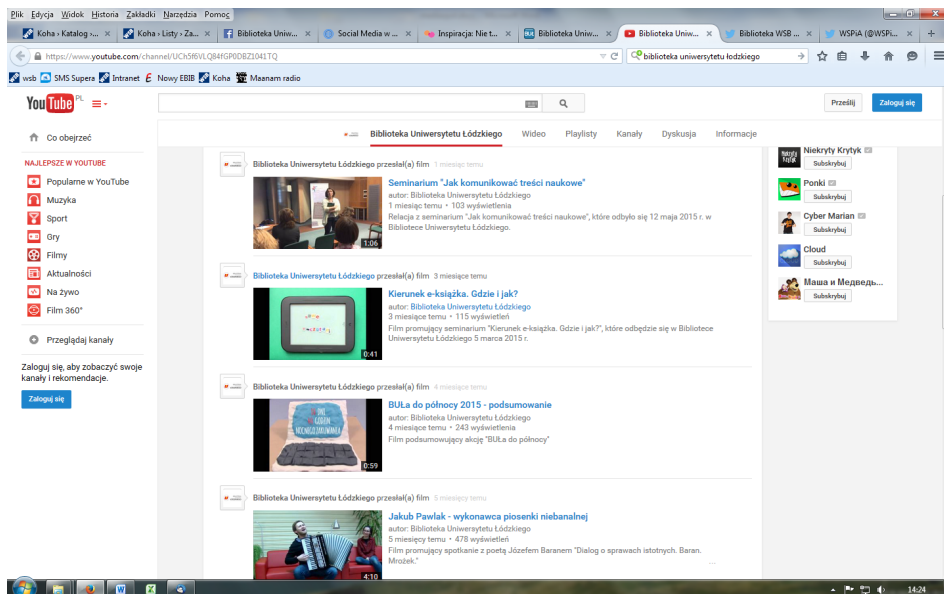 Plik Edycja Widok Historia Zakładki Narzędzia Pomoc
Koha › Katalog ›... Koha › Listy › Za... Biblioteka Uniw... Social Media w ... Inspiracja: Nie t... Biblioteka Uniw... Biblioteka Uniw... Biblioteka WSB ... WSPiA (@WSPi...
https://www.youtube.com/channel/UCh5f6VLQ84fGP0DBZ1041TQ biblioteka uniwersytetu łodzkiego
wsb SMS Supera Intranet Nowy EBIB Koha Maanam radio
YouTube PL
Prześlij Zaloguj się
Biblioteka Uniwersytetu Łódzkiego Wideo Playlisty Kanały Dyskusja Informacje
Co obejrzeć
NAJLEPSZE W YOUTUBE
Popularne w YouTube
Muzyka
Sport
Gry
Filmy
Aktualności
Na żywo
Film 360°
Przeglądaj kanały
Zaloguj się, aby zobaczyć swoje
kanały i rekomendacje.
Zaloguj się
Biblioteka Uniwersytetu Łódzkiego przesłał(a) film 1 miesiąc temu
Seminarium "Jak komunikować treści naukowe"
autor: Biblioteka Uniwersytetu Łódzkiego
1 miesiąc temu • 103 wyświetlenia
Relacja z seminarium "Jak komunikować treści naukowe", które odbyło się 12 maja 2015 r. w
Bibliotece Uniwersytetu Łódzkiego.
1:06
Biblioteka Uniwersytetu Łódzkiego przesłał(a) film 3 miesiące temu
Kierunek e-książka. Gdzie i jak?
autor: Biblioteka Uniwersytetu Łódzkiego
3 miesiące temu • 115 wyświetleń
Film promujący seminarium "Kierunek e-książka. Gdzie i jak?", które odbędzie się w Bibliotece
Uniwersytetu Łódzkiego 5 marca 2015 r.
0:41
Biblioteka Uniwersytetu Łódzkiego przesłał(a) film 4 miesiące temu
BUŁa do północy 2015 - podsumowanie
autor: Biblioteka Uniwersytetu Łódzkiego
4 miesiące temu • 243 wyświetlenia
Film podsumowujący akcję "BUŁa do północy"
0:59
Biblioteka Uniwersytetu Łódzkiego przesłał(a) film 5 miesięcy temu
Jakub Pawlak - wykonawca piosenki niebanalnej
autor: Biblioteka Uniwersytetu Łódzkiego
5 miesięcy temu • 478 wyświetleń
Film promujący spotkanie z poetą Józefem Baranem "Dialog o sprawach istotnych. Baran.
Mrożek."
...
4:10
Niekryty Krytyk
Subskrybuj
Ponki
Subskrybuj
Cyber Marian
Subskrybuj
Cloud
Subskrybuj
Маша и Медведь...
Subskrybuj
14:24